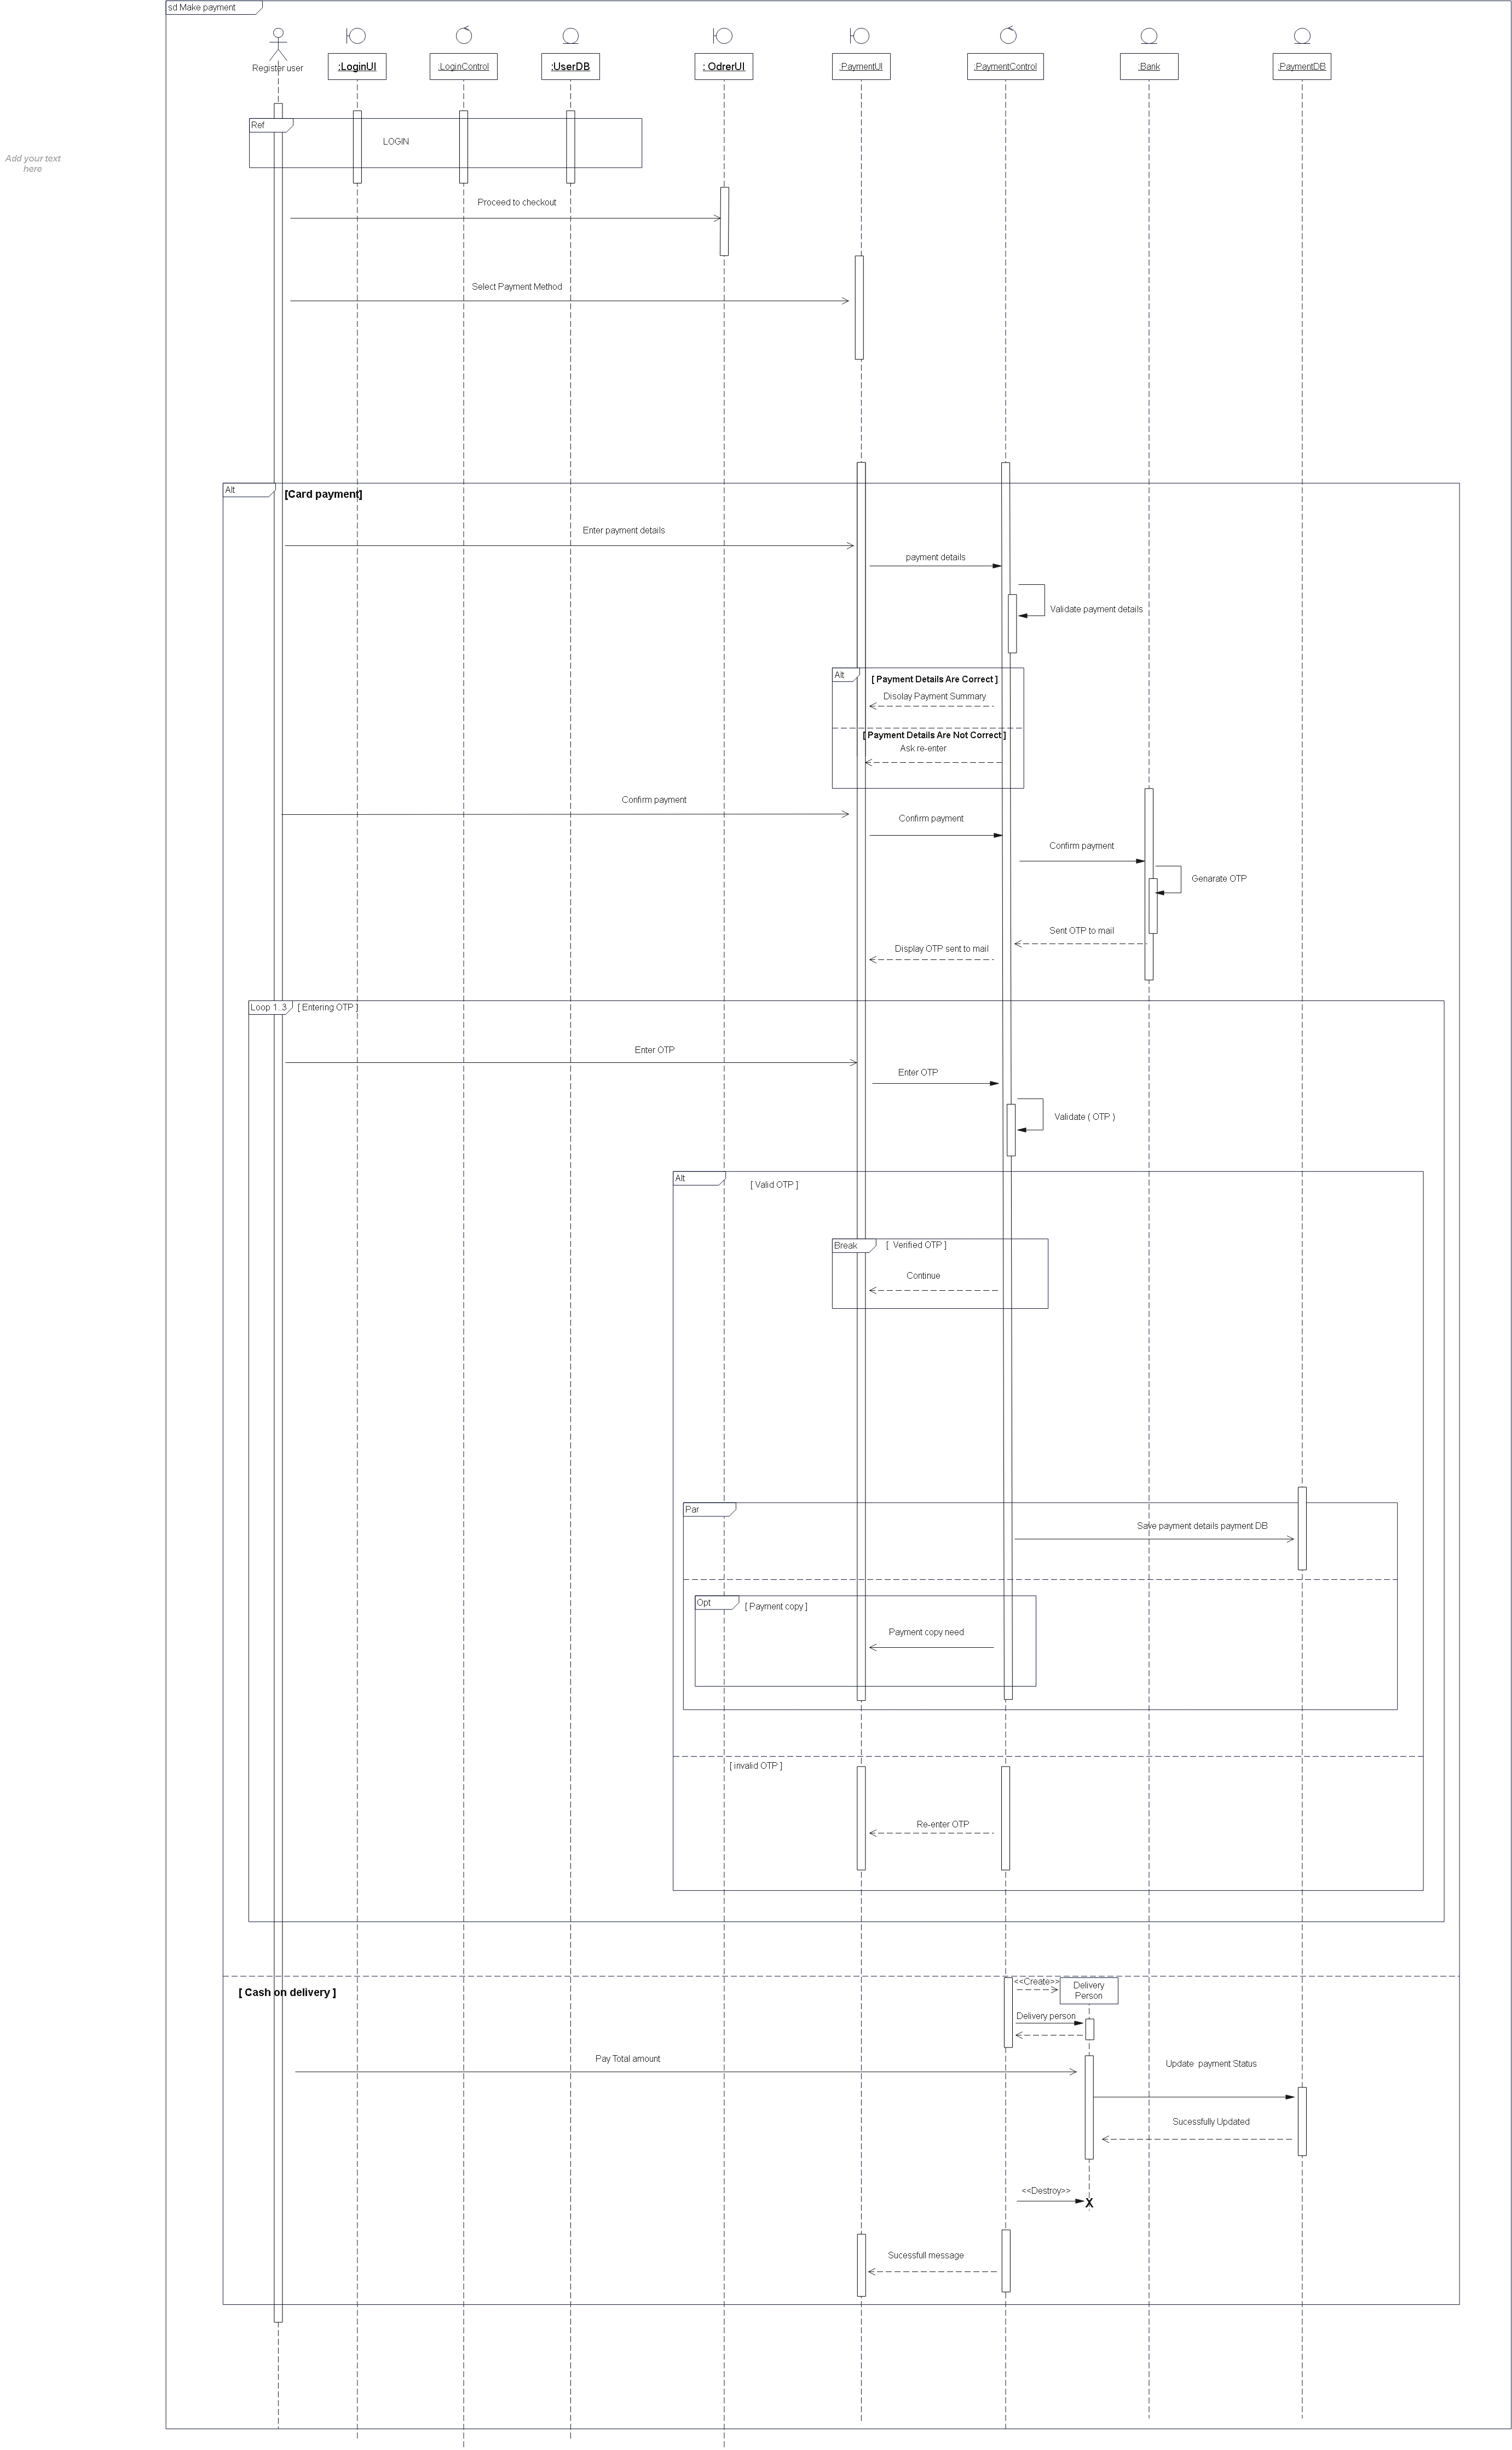 sd Make payment
Register user
:LoginUI
:LoginControl
:UserDB
: OdrerUI
:PaymentUI
:PaymentControl
:Bank
:PaymentDB
Ref
LOGIN
Add your text
here
Proceed to checkout
Select Payment Method
Alt
[Card payment]
Enter payment details
payment details
Validate payment details
Alt
[ Payment Details Are Correct ]
Disolay Payment Summary
[ Payment Details Are Not Correct ]
Ask re-enter
Confirm payment
Confirm payment
Confirm payment
Genarate OTP
Sent OTP to mail
Display OTP sent to mail
Loop 1..3
[ Entering OTP ]
Enter OTP
Enter OTP
Validate ( OTP )
Alt
[ Valid OTP ]
Break
[ Verified OTP ]
Continue
Par
Save payment details payment DB
Opt
[ Payment copy ]
Payment copy need
[ invalid OTP ]
Re-enter OTP
<<Create>>
Delivery
Person
[ Cash on delivery ]
Delivery person
Pay Total amount
Update payment Status
Sucessfully Updated
<<Destroy>>
X
Sucessfull message